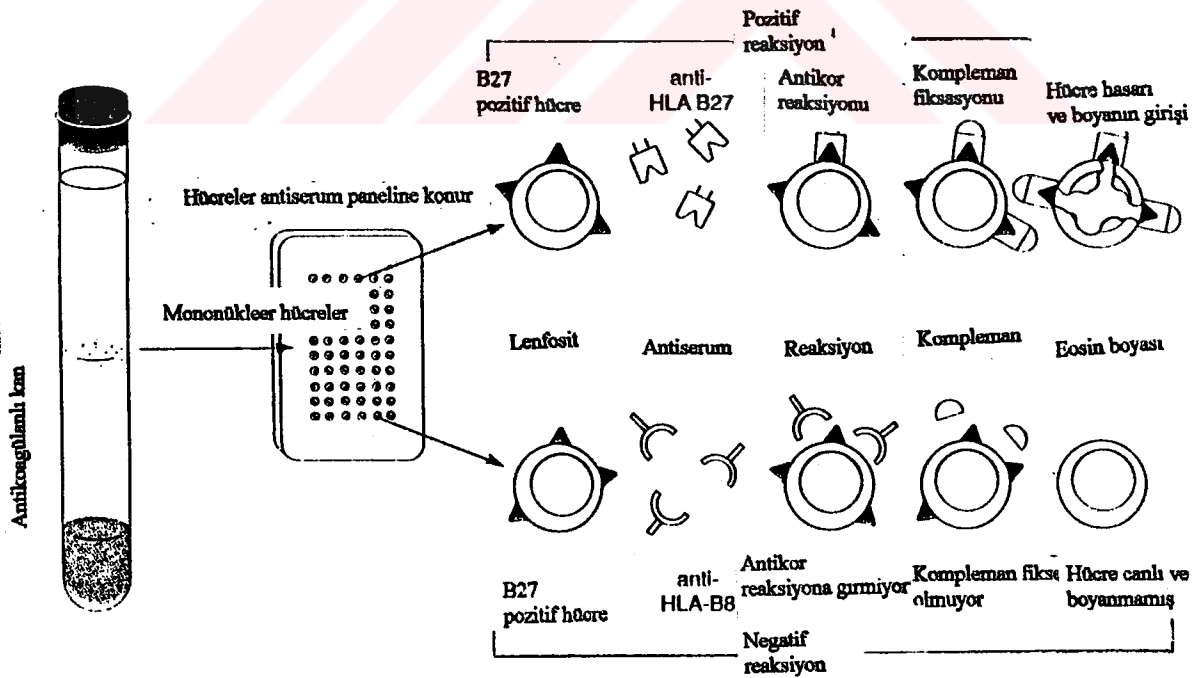 Pozitif
reaksiyon
B27
pozitif hücre
anti-
HLA B27
Antikor
reaksiyonu
Kompleman
fiksasyonu
Hücre hasarı
ve boyanın girişi
Hücreler antiserum paneline konur
Mononükleer hücreler
Antikoagülanlı kan
Lenfosit
Antiserum
Reaksiyon
Kompleman
Eosin boyası
B27
pozitif hücre
anti-
HLA-B8
Antikor
reaksiyona girmiyor
Kompleman fikse
olmuyor
Hücre canlı ve
boyanmamış
Negatif
reaksiyon